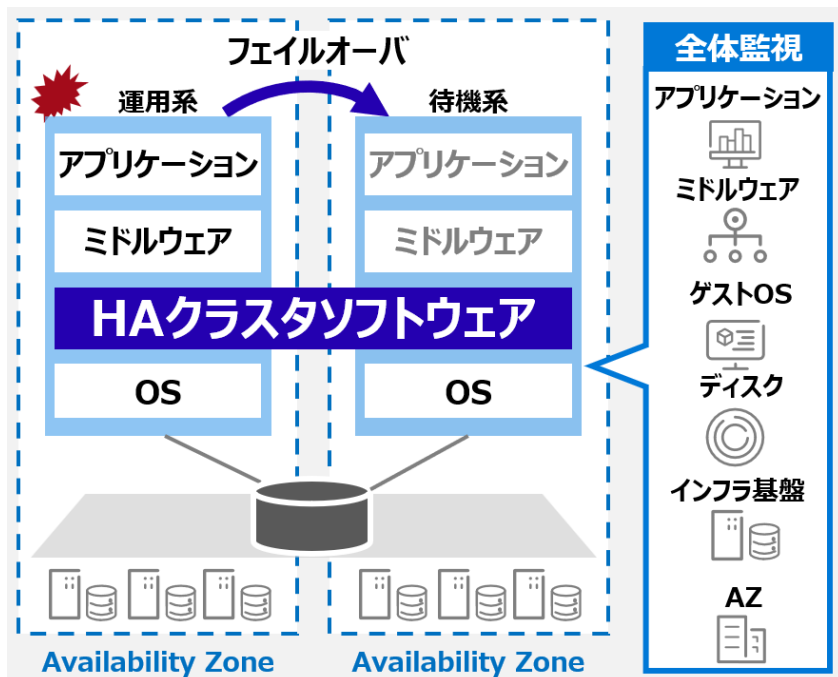 フェイルオーバ
運用系
待機系
アプリケーション
アプリケーション
ミドルウェア
ミドルウェア
HAクラスタソフトウェア
OS
OS
Availability Zone
Availability Zone
全体監視
アプリケーション
ミドルウェア
ゲストOS
ディスク
インフラ基盤
AZ